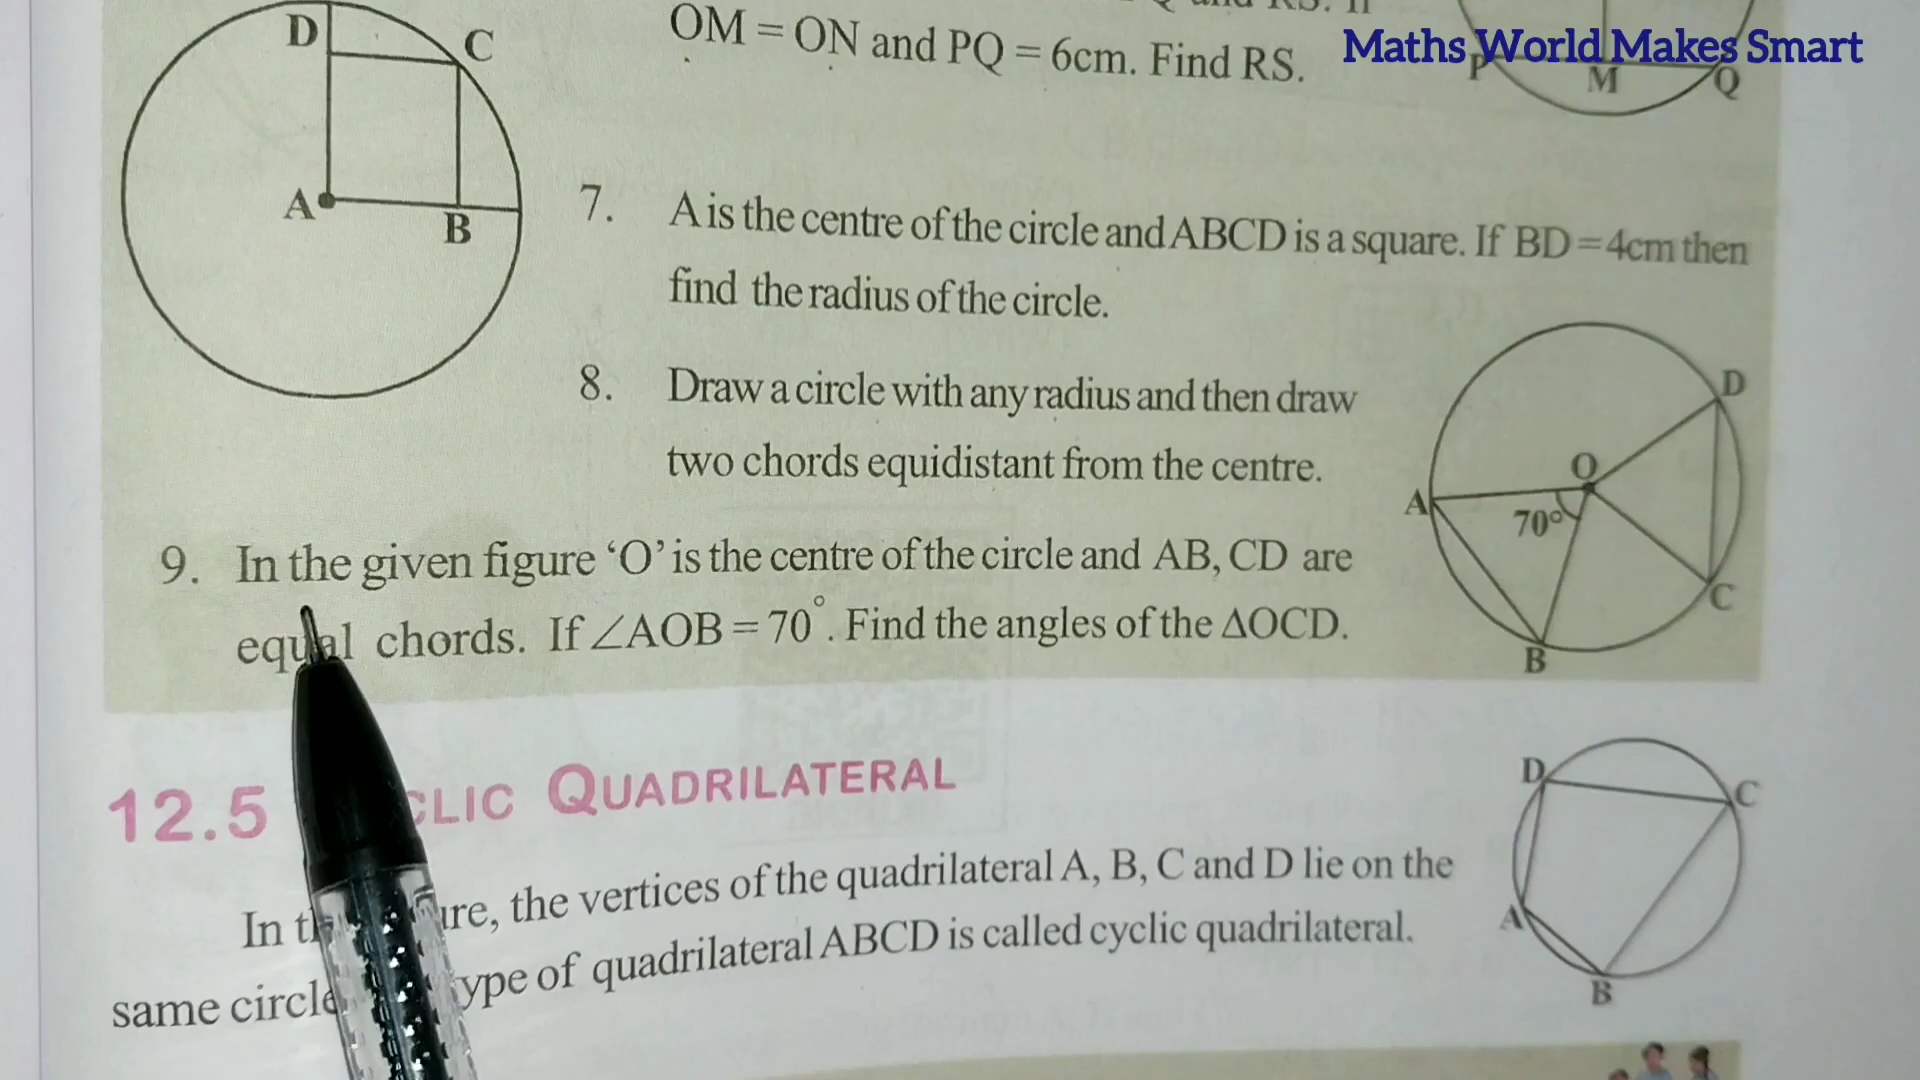 Maths World Makes Smart
OM = ON and PQ = 6cm. Find RS.
P M Q
D C
A B
7. A is the centre of the circle and ABCD is a square. If BD = 4cm then
find the radius of the circle.
8. Draw a circle with any radius and then draw
two chords equidistant from the centre.
D
O
A 70°
C
B
9. In the given figure ‘O’ is the centre of the circle and AB, CD are
equal chords. If ∠AOB = 70°. Find the angles of the ΔOCD.
12.5 QUADRILATERAL
D C
A
B
In the vertices of the quadrilateral A, B, C and D lie on the
same circle of quadrilateral ABCD is called cyclic quadrilateral.